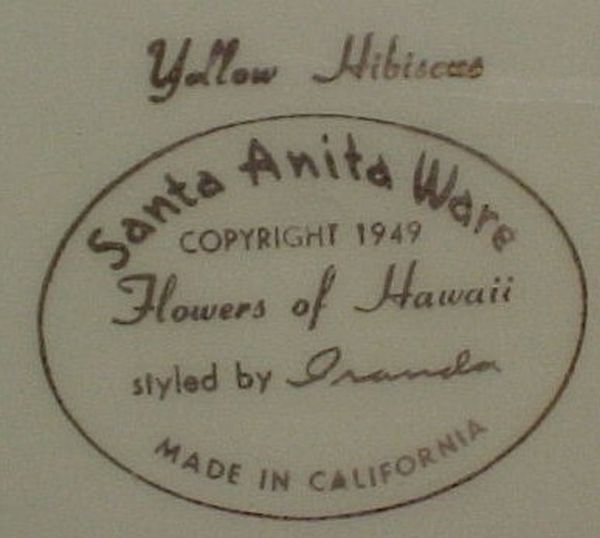 Yellow Hibiscus
Santa Anita Ware
COPYRIGHT 1949
Flowers of Hawaii
styled by
MADE IN CALIFORNIA